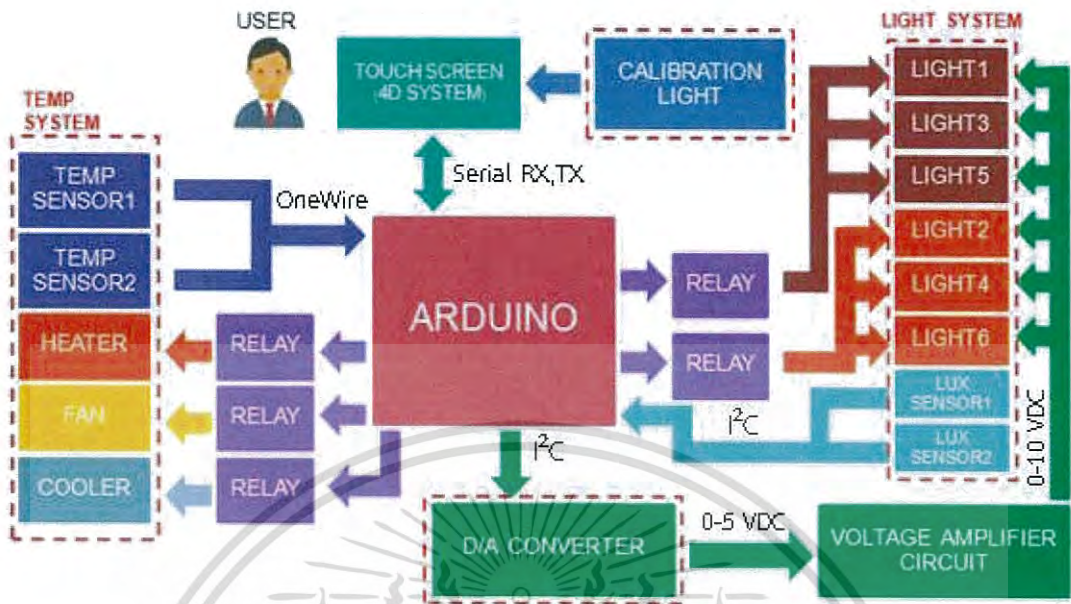 USER
TOUCH SCREEN
(4D SYSTEM)
CALIBRATION
LIGHT
LIGHT SYSTEM
LIGHT1
LIGHT3
LIGHT5
LIGHT2
LIGHT4
LIGHT6
LUX
SENSOR1
LUX
SENSOR2
TEMP
SYSTEM
TEMP
SENSOR1
TEMP
SENSOR2
HEATER
FAN
COOLER
OneWire
Serial RX,TX
ARDUINO
RELAY
RELAY
RELAY
RELAY
RELAY
I²C
I²C
D/A CONVERTER
0-5 VDC
VOLTAGE AMPLIFIER
CIRCUIT
0-10 VDC